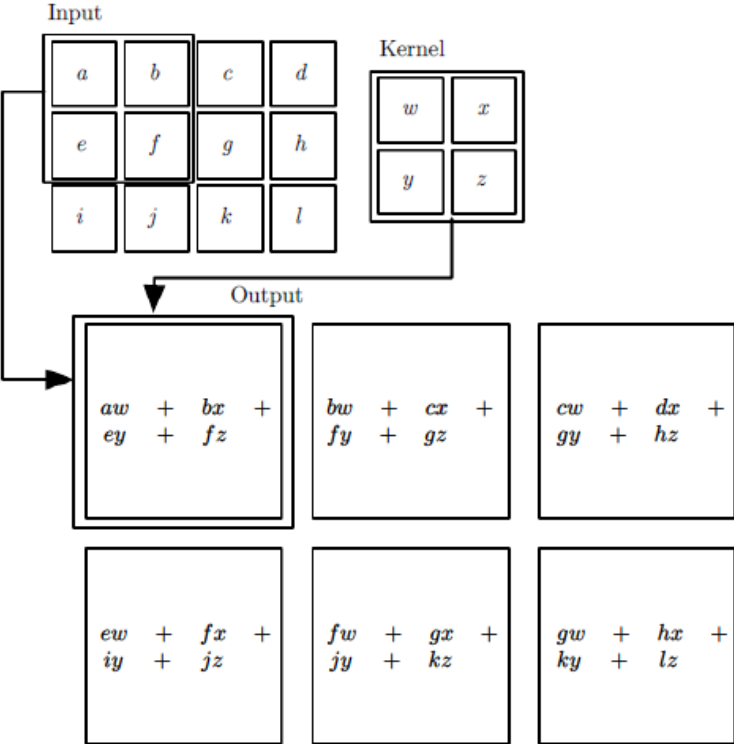 Input
a b c d
e f g h
i j k l
Kernel
w x
y z
Output
aw + bx +
ey + fz
bw + cx +
fy + gz
cw + dx +
gy + hz
ew + fx +
iy + jz
fw + gx +
jy + kz
gw + hx +
ky + lz